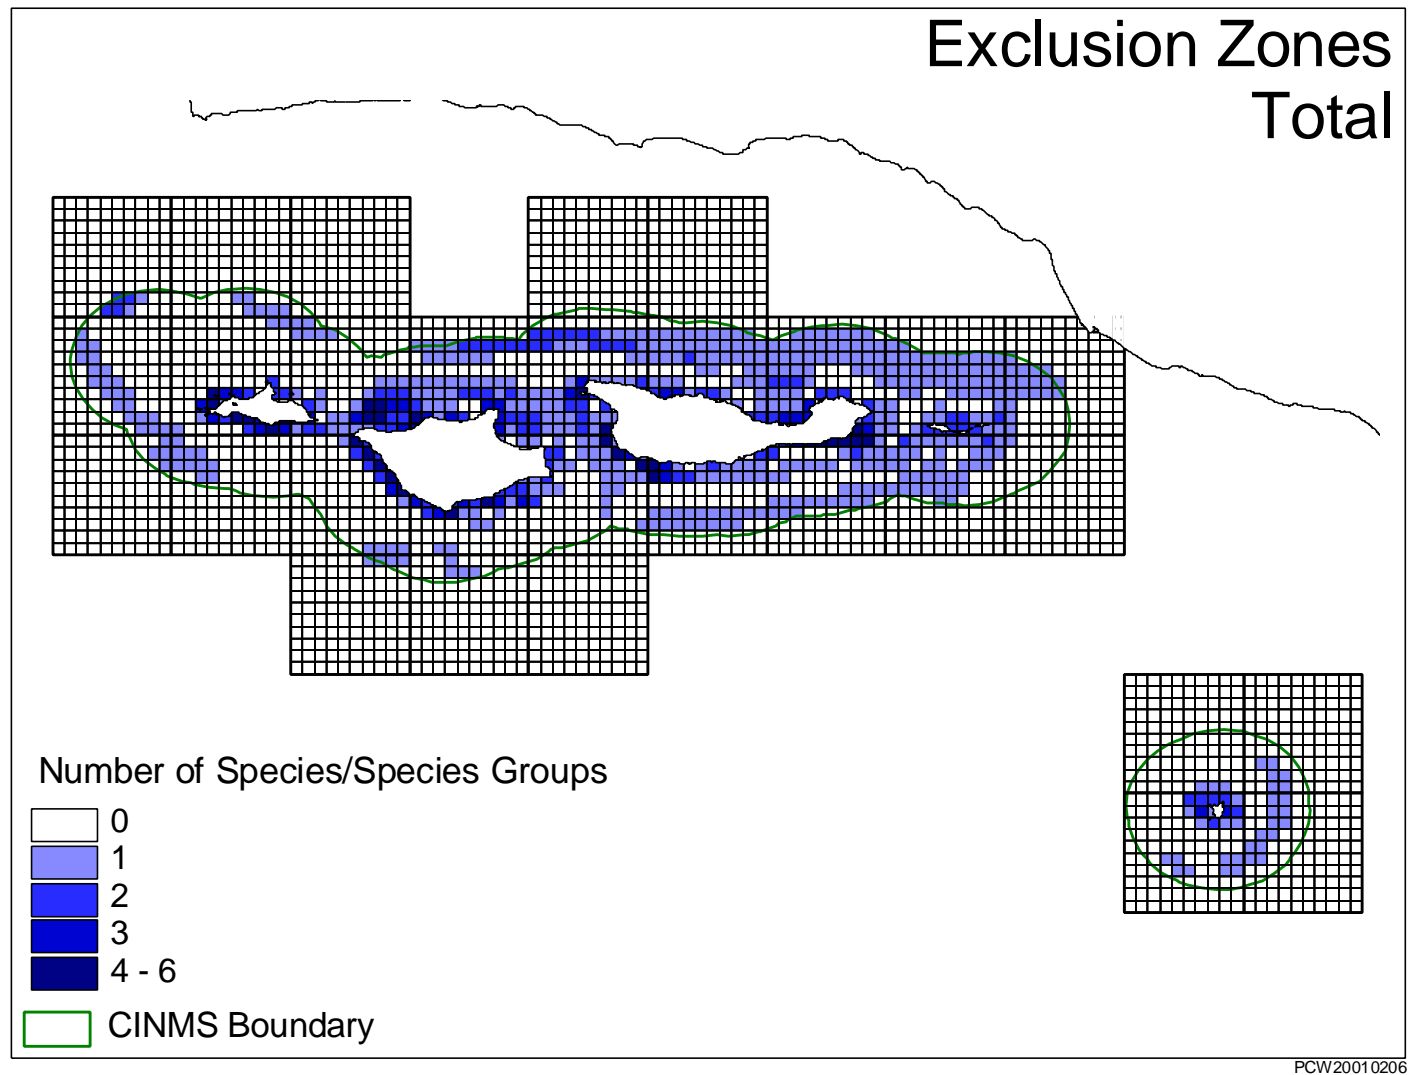 Exclusion Zones
Total
Number of Species/Species Groups
0
1
2
3
4 - 6
CINMS Boundary
PCW20010206